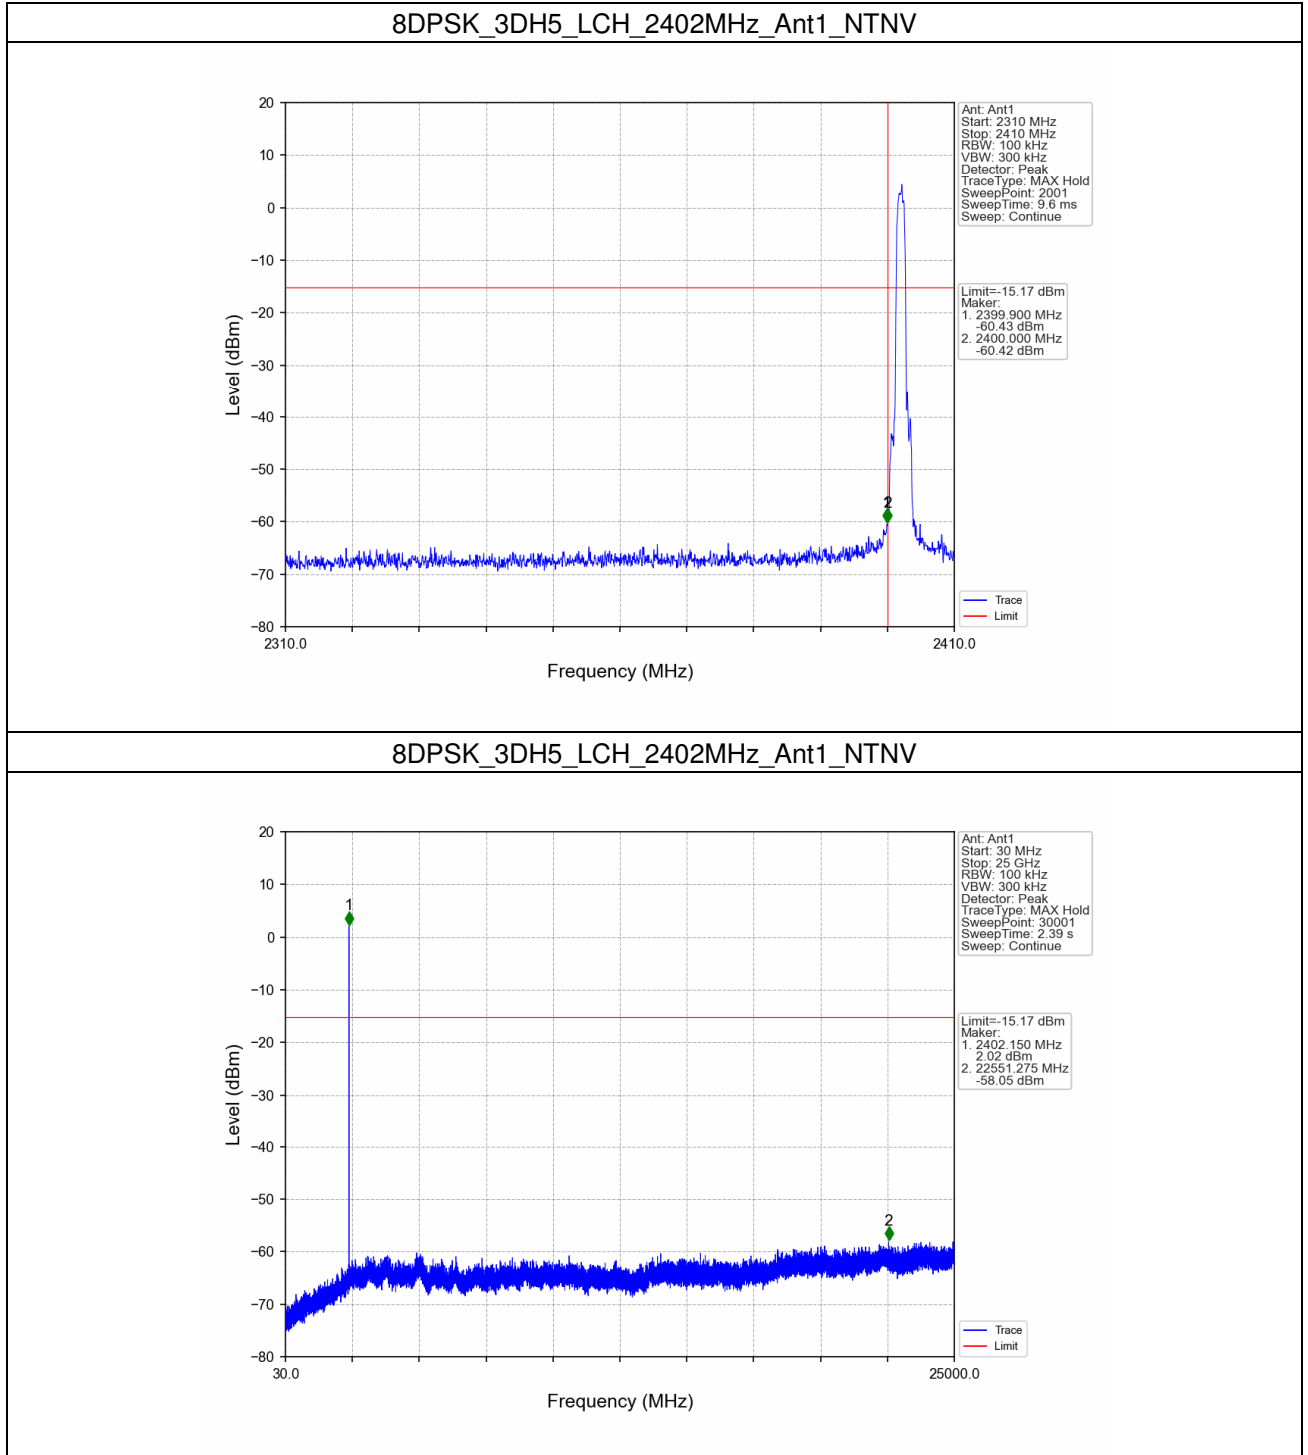 8DPSK_3DH5_LCH_2402MHz_Ant1_NTNV
20
10
0
−10
−20
−30
−40
−50
−60
−70
−80
Level (dBm)
2310.0
2410.0
Frequency (MHz)
2
Ant: Ant1
Start: 2310 MHz
Stop: 2410 MHz
RBW: 100 kHz
VBW: 300 kHz
Detector: Peak
TraceType: MAX Hold
SweepPoint: 2001
SweepTime: 9.6 ms
Sweep: Continue
Limit=-15.17 dBm
Maker:
1. 2399.900 MHz
-60.43 dBm
2. 2400.000 MHz
-60.42 dBm
Trace
Limit
8DPSK_3DH5_LCH_2402MHz_Ant1_NTNV
20
10
0
−10
−20
−30
−40
−50
−60
−70
−80
Level (dBm)
30.0
25000.0
Frequency (MHz)
1
2
Ant: Ant1
Start: 30 MHz
Stop: 25 GHz
RBW: 100 kHz
VBW: 300 kHz
Detector: Peak
TraceType: MAX Hold
SweepPoint: 30001
SweepTime: 2.39 s
Sweep: Continue
Limit=-15.17 dBm
Maker:
1. 2402.150 MHz
2.02 dBm
2. 22551.275 MHz
-58.05 dBm
Trace
Limit